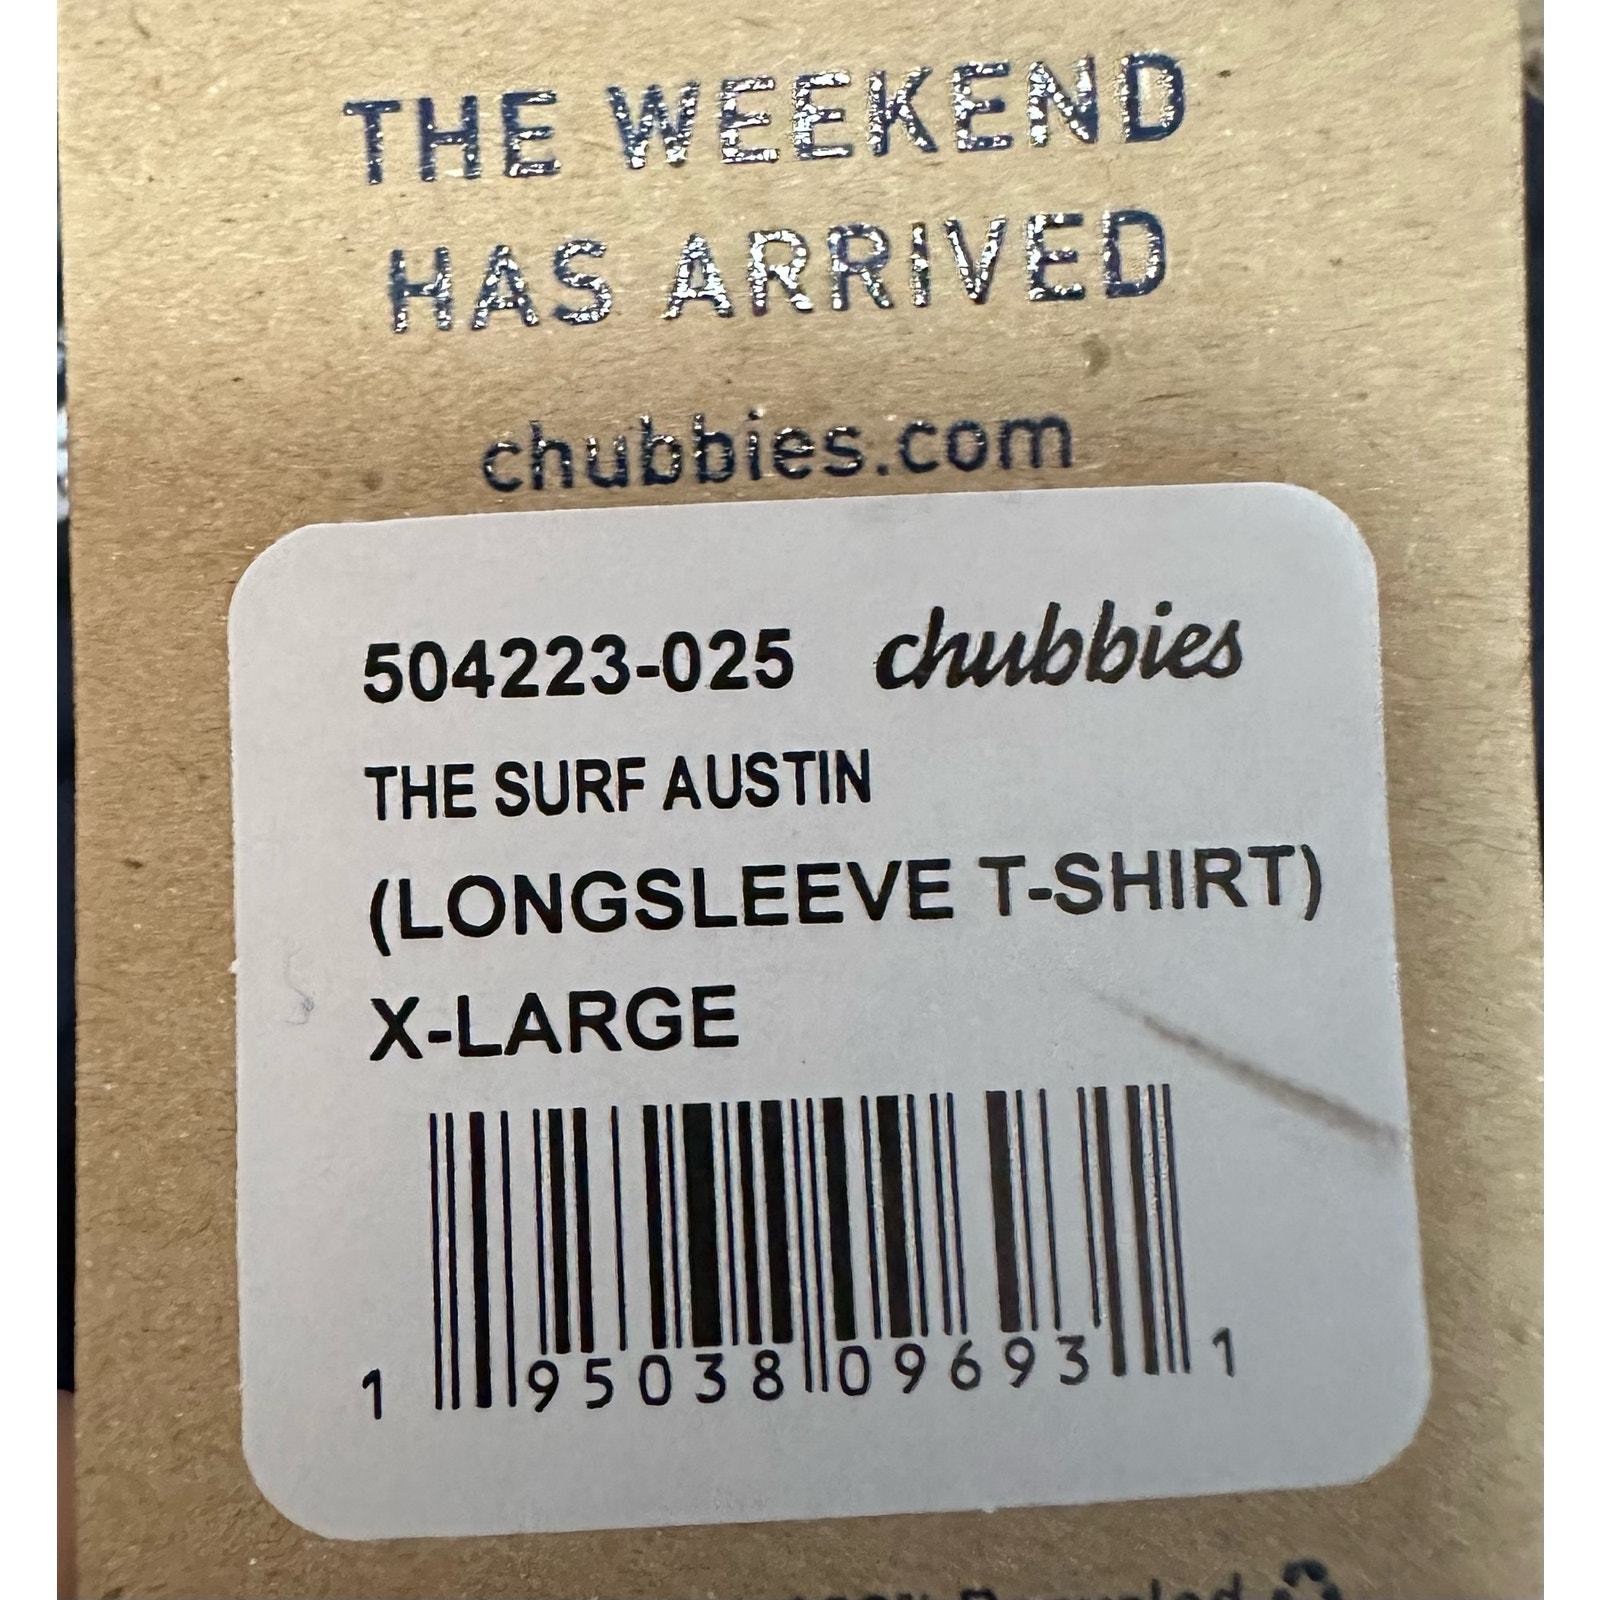 THE WEEKEND
HAS ARRIVED
chubbies.com
504223-025 chubbies
THE SURF AUSTIN
(LONGSLEEVE T-SHIRT)
X-LARGE
1 95038 09693 1